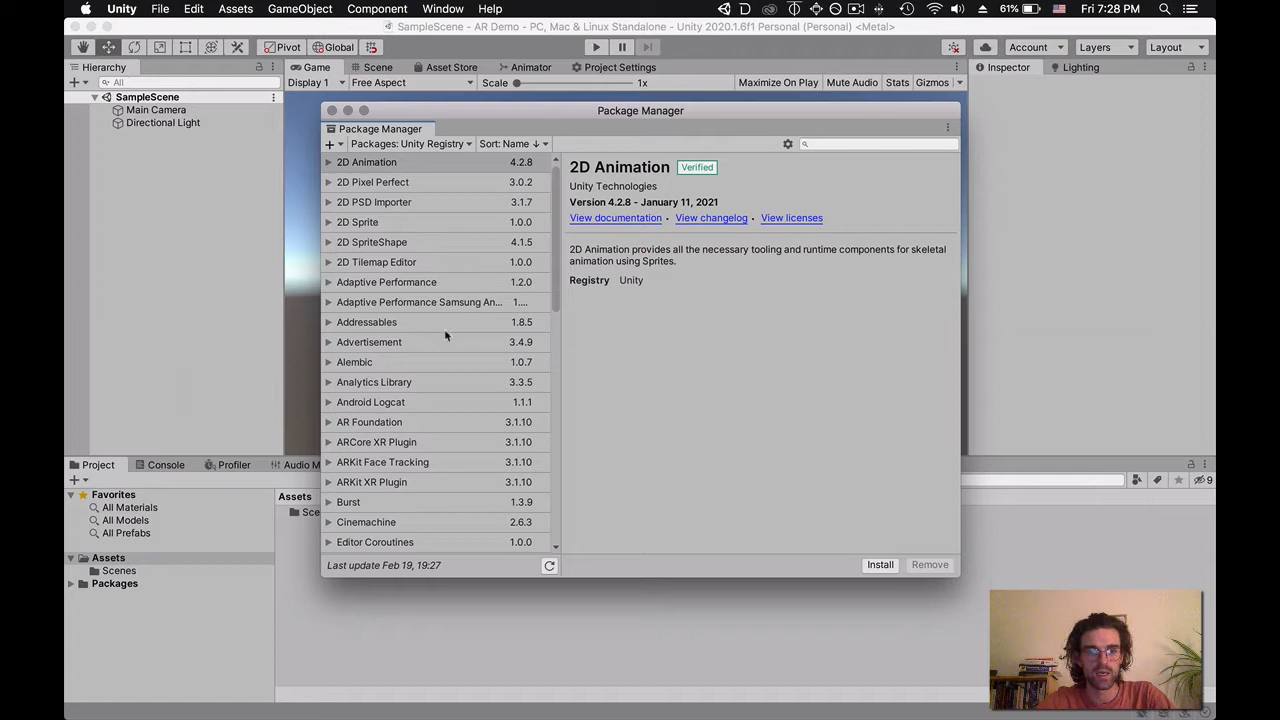 Unity File Edit Assets GameObject Component Window Help 61% Fri 7:28 PM
SampleScene - AR Demo - PC, Mac & Linux Standalone - Unity 2020.1.6f1 Personal (Personal) <Metal>
Pivot Global Account Layers Layout
Hierarchy Game Scene Asset Store Animator Project Settings Inspector Lighting
All Display 1 Free Aspect Scale 1x Maximize On Play Mute Audio Stats Gizmos
SampleScene
Main Camera
Directional Light
Package Manager
Package Manager
Packages: Unity Registry Sort: Name ↓
2D Animation 4.2.8
2D Pixel Perfect 3.0.2
2D PSD Importer 3.1.7
2D Sprite 1.0.0
2D SpriteShape 4.1.5
2D Tilemap Editor 1.0.0
Adaptive Performance 1.2.0
Adaptive Performance Samsung An... 1....
Addressables 1.8.5
Advertisement 3.4.9
Alembic 1.0.7
Analytics Library 3.3.5
Android Logcat 1.1.1
AR Foundation 3.1.10
ARCore XR Plugin 3.1.10
ARKit Face Tracking 3.1.10
ARKit XR Plugin 3.1.10
Burst 1.3.9
Cinemachine 2.6.3
Editor Coroutines 1.0.0
Last update Feb 19, 19:27
2D Animation Verified
Unity Technologies
Version 4.2.8 - January 11, 2021
View documentation • View changelog • View licenses
2D Animation provides all the necessary tooling and runtime components for skeletal
animation using Sprites.
Registry Unity
Install Remove
Project Console Profiler Audio M
9
Favorites
All Materials
All Models
All Prefabs
Assets
Scenes
Packages
Assets
Sce